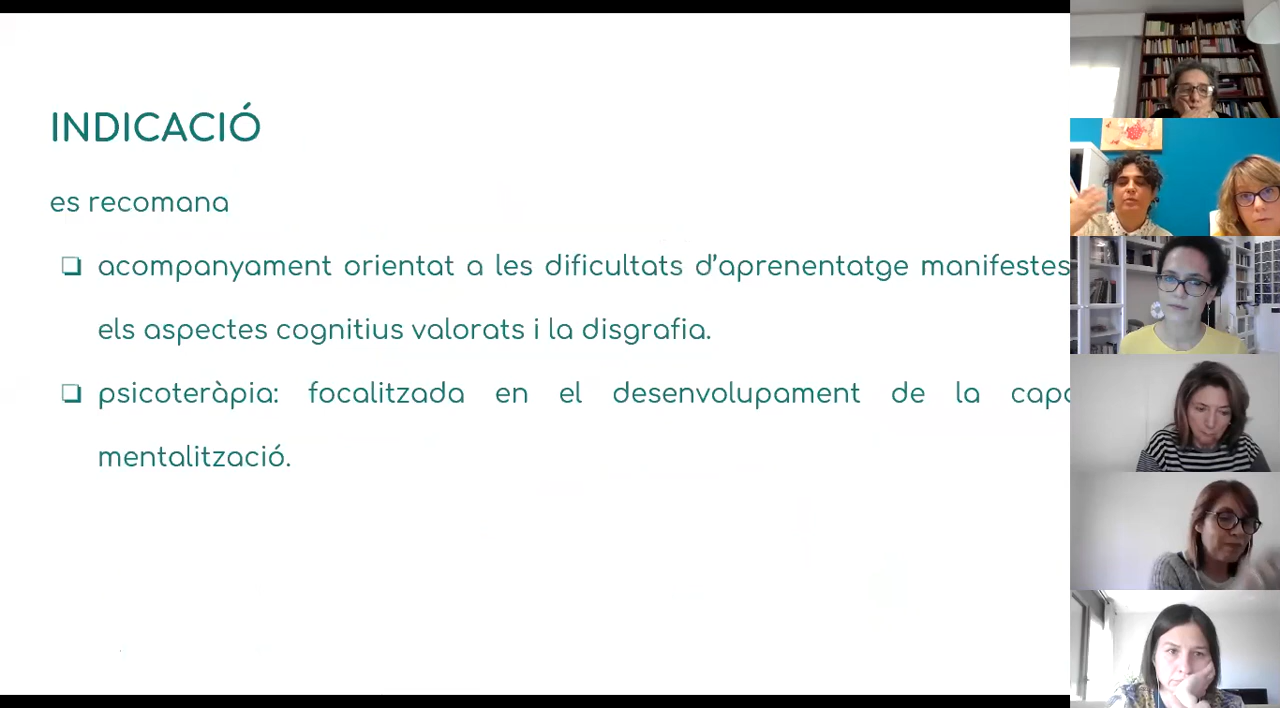 INDICACIÓ
es recomana
❏ acompanyament orientat a les dificultats d’aprenentatge manifestes
els aspectes cognitius valorats i la disgrafia.
❏ psicoteràpia: focalitzada en el desenvolupament de la
mentalització.